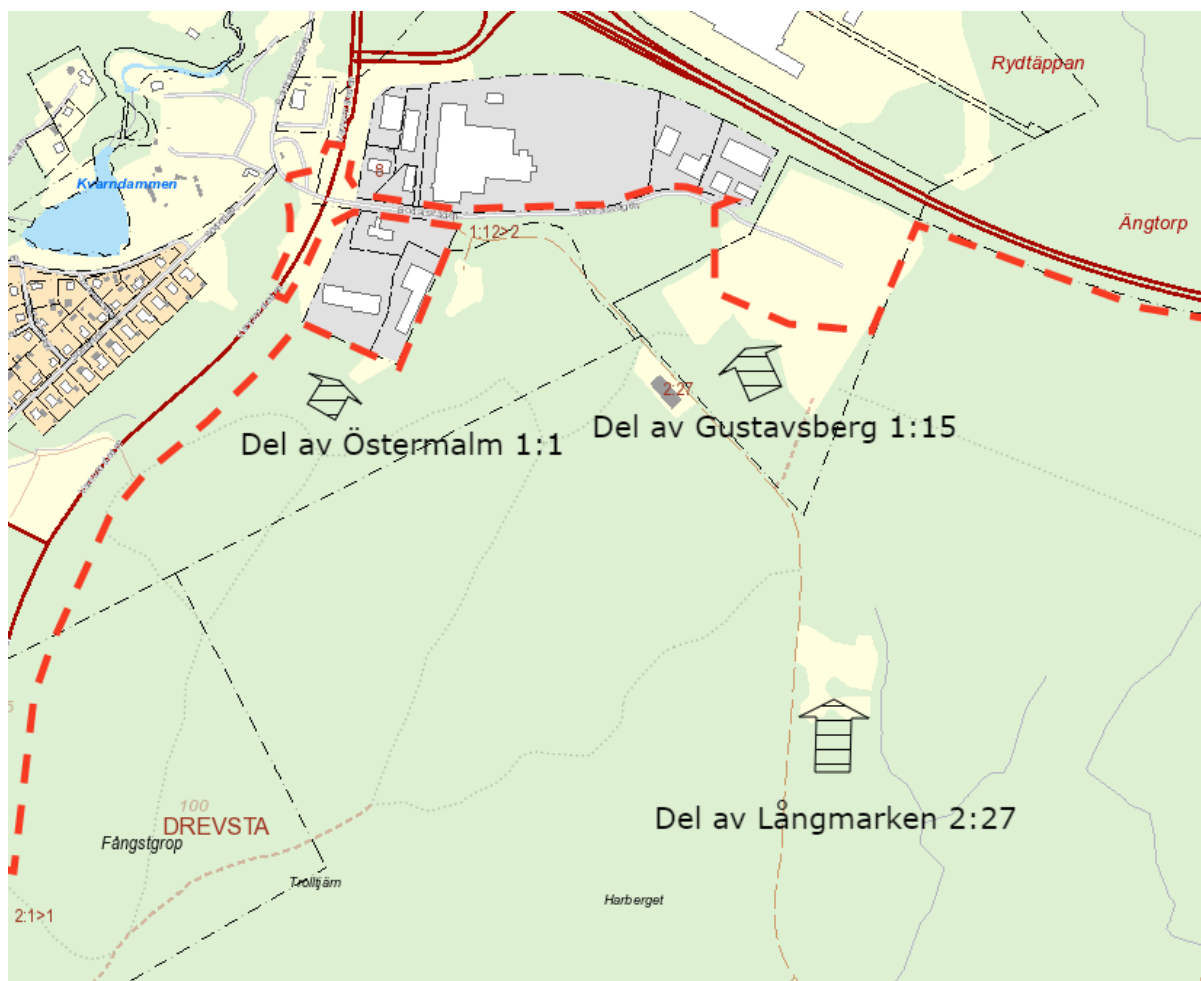 Rydtäppan
8
Kvarndammen
Ängtorp
1:12>2
2:27
Del av Gustavsberg 1:15
Del av Östermalm 1:1
100
DREVSTA
Del av Långmarken 2:27
Fångstgrop
Trolltjärn
Harberget
2:1>1